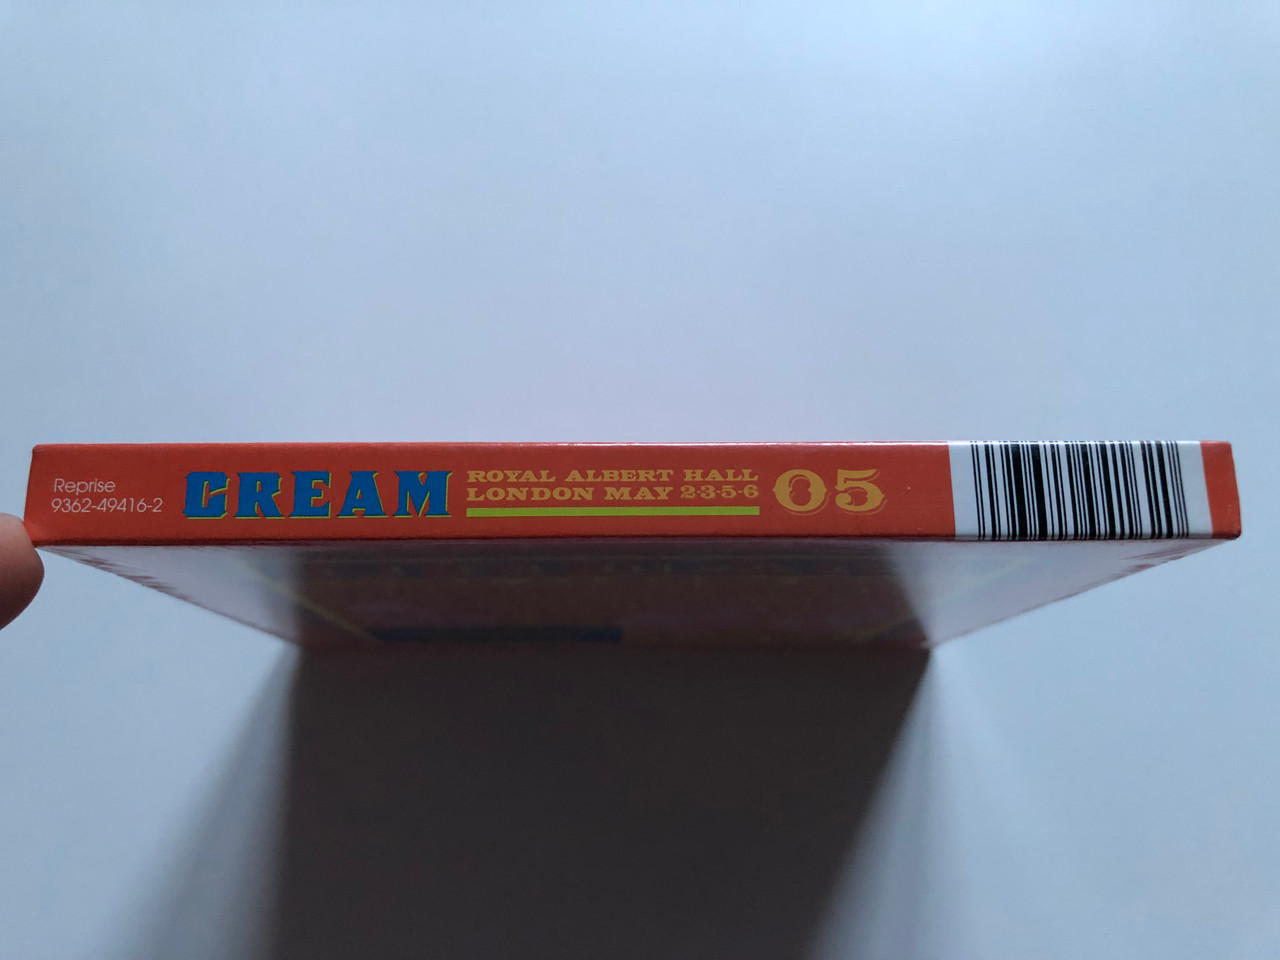 Reprise
9362-49416-2
CREAM
ROYAL ALBERT HALL
LONDON MAY 2-3-5-6
05